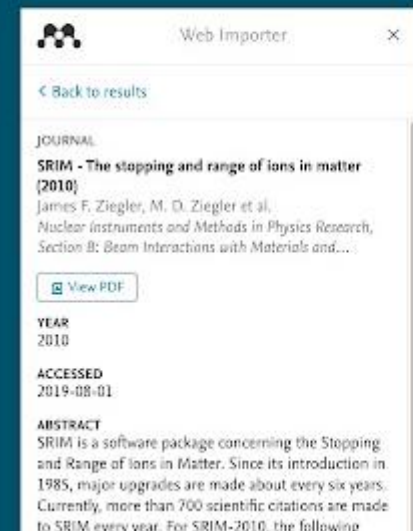 Web Importer
Back to results
JOURNAL
SRIM - The stopping and range of ions in matter
(2010)
James F. Ziegler, M. D. Ziegler et al.
Nuclear Instruments and Methods in Physics Research,
Section B: Beam Interactions with Materials and...
View PDF
YEAR
2010
ACCESSED
2019-08-01
ABSTRACT
SRIM is a software package concerning the Stopping
and Range of Ions in Matter. Since its introduction in
1985, major upgrades are made about every six years.
Currently, more than 700 scientific citations are made
to SRIM every year. For SRIM-2010, the following